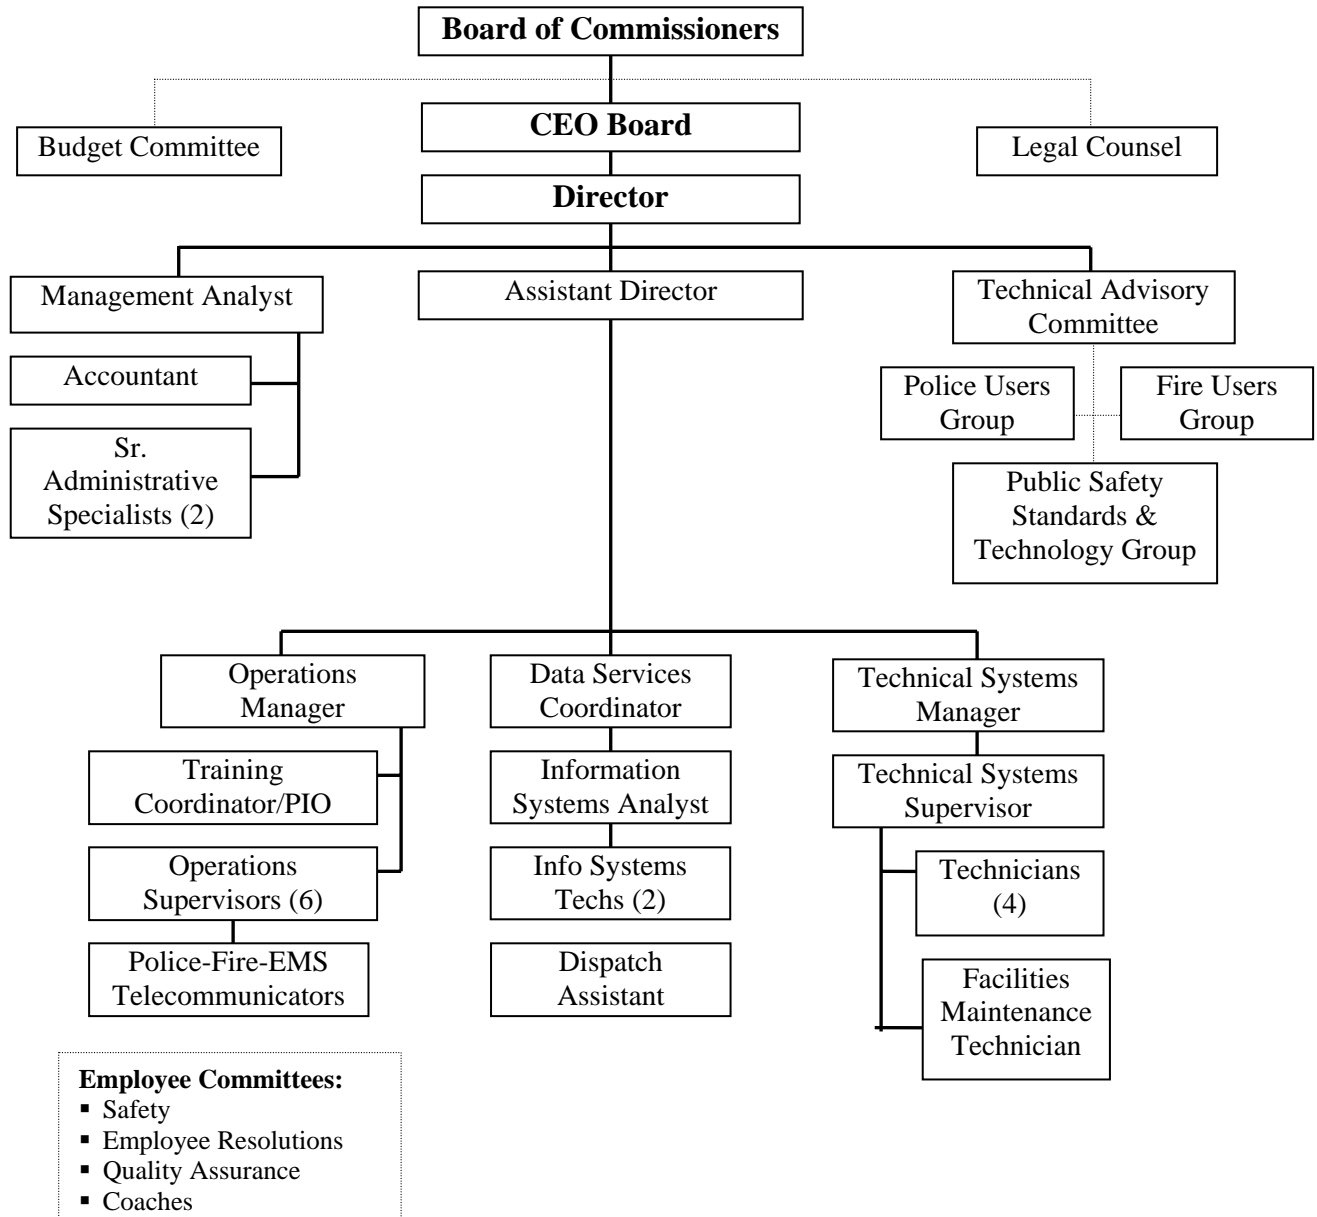 Board of Commissioners
CEO Board
Budget Committee
Legal Counsel
Director
Management Analyst
Assistant Director
Technical Advisory
Committee
Accountant
Police Users
Group
Fire Users
Group
Sr.
Administrative
Specialists (2)
Public Safety
Standards &
Technology Group
Operations
Manager
Data Services
Coordinator
Technical Systems
Manager
Training
Coordinator/PIO
Information
Systems Analyst
Technical Systems
Supervisor
Operations
Supervisors (6)
Info Systems
Techs (2)
Technicians
(4)
Police-Fire-EMS
Telecommunicators
Dispatch
Assistant
Facilities
Maintenance
Technician
Employee Committees:
▪ Safety
▪ Employee Resolutions
▪ Quality Assurance
▪ Coaches